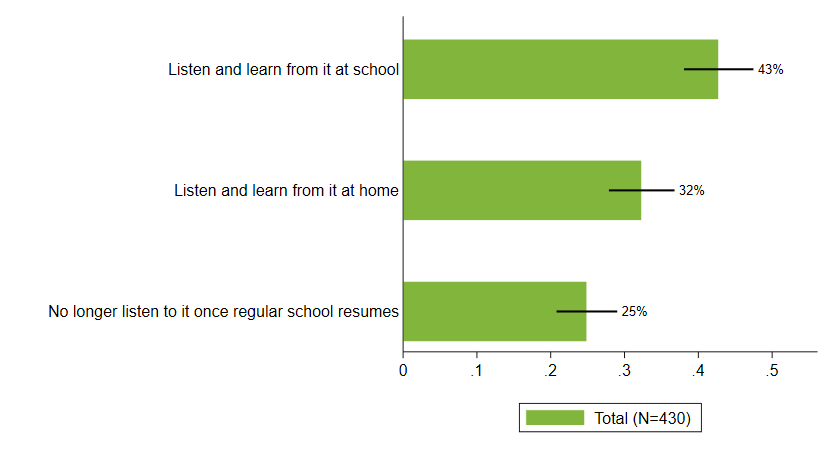 Listen and learn from it at school
43%
Listen and learn from it at home
32%
No longer listen to it once regular school resumes
25%
0 .1 .2 .3 .4 .5
Total (N=430)